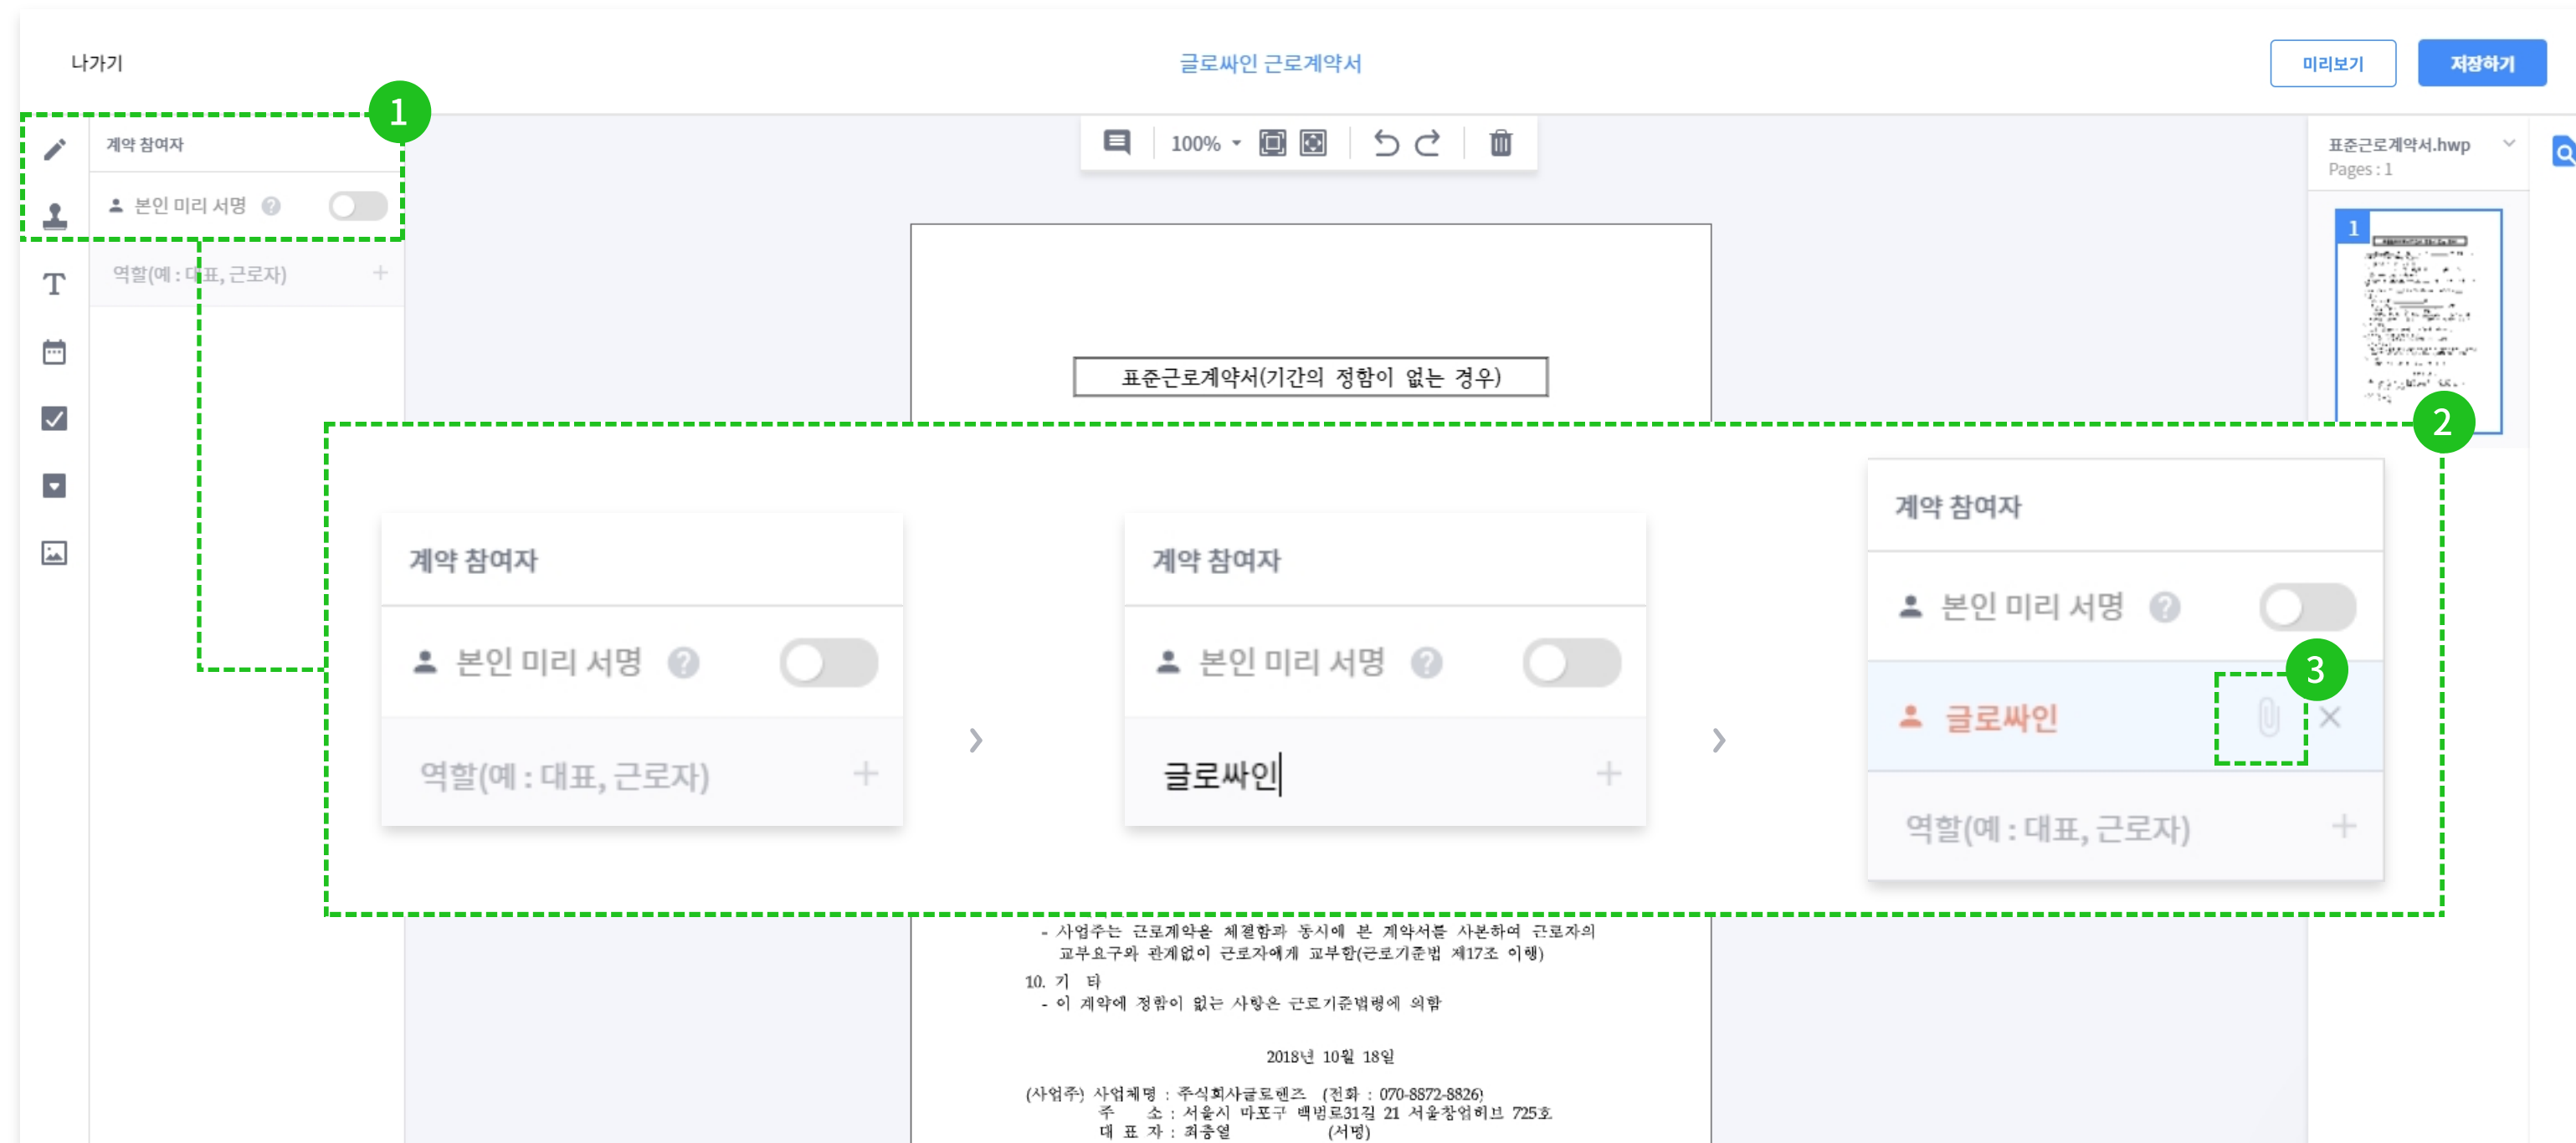 나가기
글로싸인 근로계약서
미리보기
저장하기
1
계약 참여자
본인 미리 서명 ?
역할(예 : 대표, 근로자) +
T
100%
표준근로계약서.hwp
Pages : 1
1
표준근로계약서(기간의 정함이 없는 경우)
2
계약 참여자
본인 미리 서명 ?
역할(예 : 대표, 근로자) +
계약 참여자
본인 미리 서명 ?
글로싸인 +
계약 참여자
본인 미리 서명 ?
3
글로싸인
역할(예 : 대표, 근로자) +
- 사업주는 근로계약을 체결함과 동시에 본 계약서를 사본하여 근로자의
교부요구와 관계없이 근로자에게 교부함(근로기준법 제17조 이행)
10. 기 타
- 이 계약에 정함이 없는 사항은 근로기준법령에 의함
2018년 10월 18일
(사업주) 사업체명 : 주식회사글로핸즈 (전화 : 070-8872-8826)
주 소 : 서울시 마포구 백범로31길 21 서울창업허브 725호
대 표 자 : 최충열 (서명)